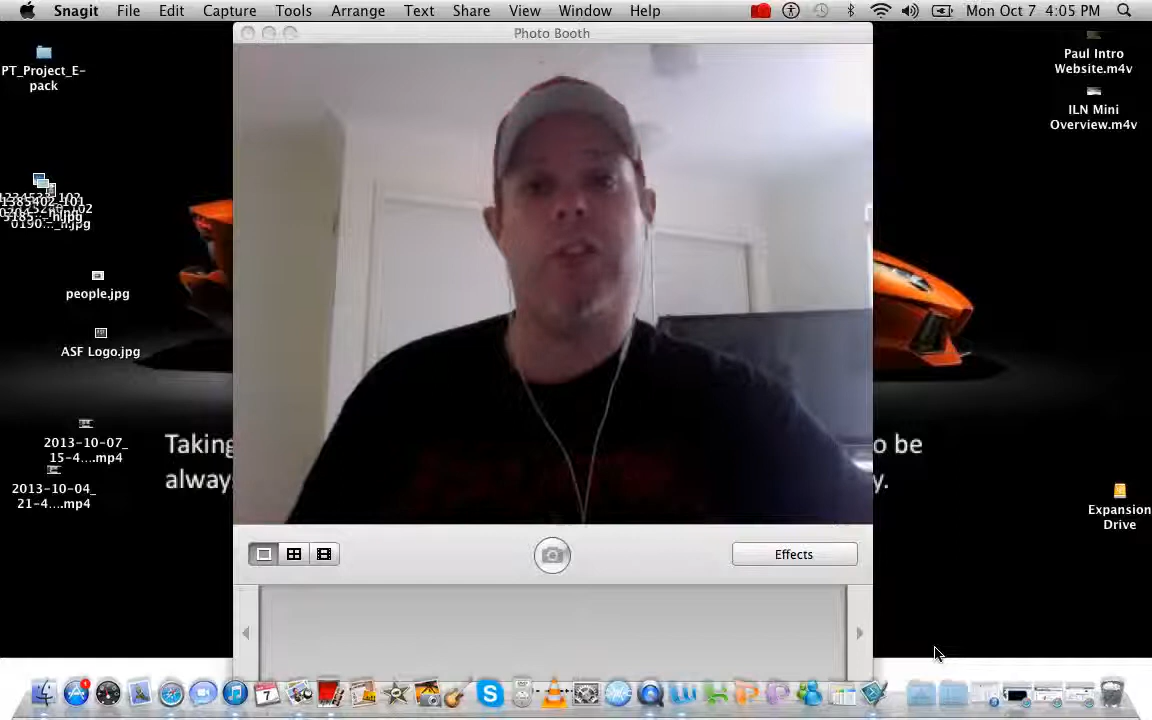 Snagit File Edit Capture Tools Arrange Text Share View Window Help Mon Oct 7 4:05 PM
Photo Booth
PT_Project_E-
pack
Paul Intro
Website.m4v
ILN Mini
Overview.m4v
people.jpg
ASF Logo.jpg
2013-10-07_
15-4....mp4
2013-10-04_
21-4....mp4
Taking
o be
alway
y.
Expansion
Drive
Effects